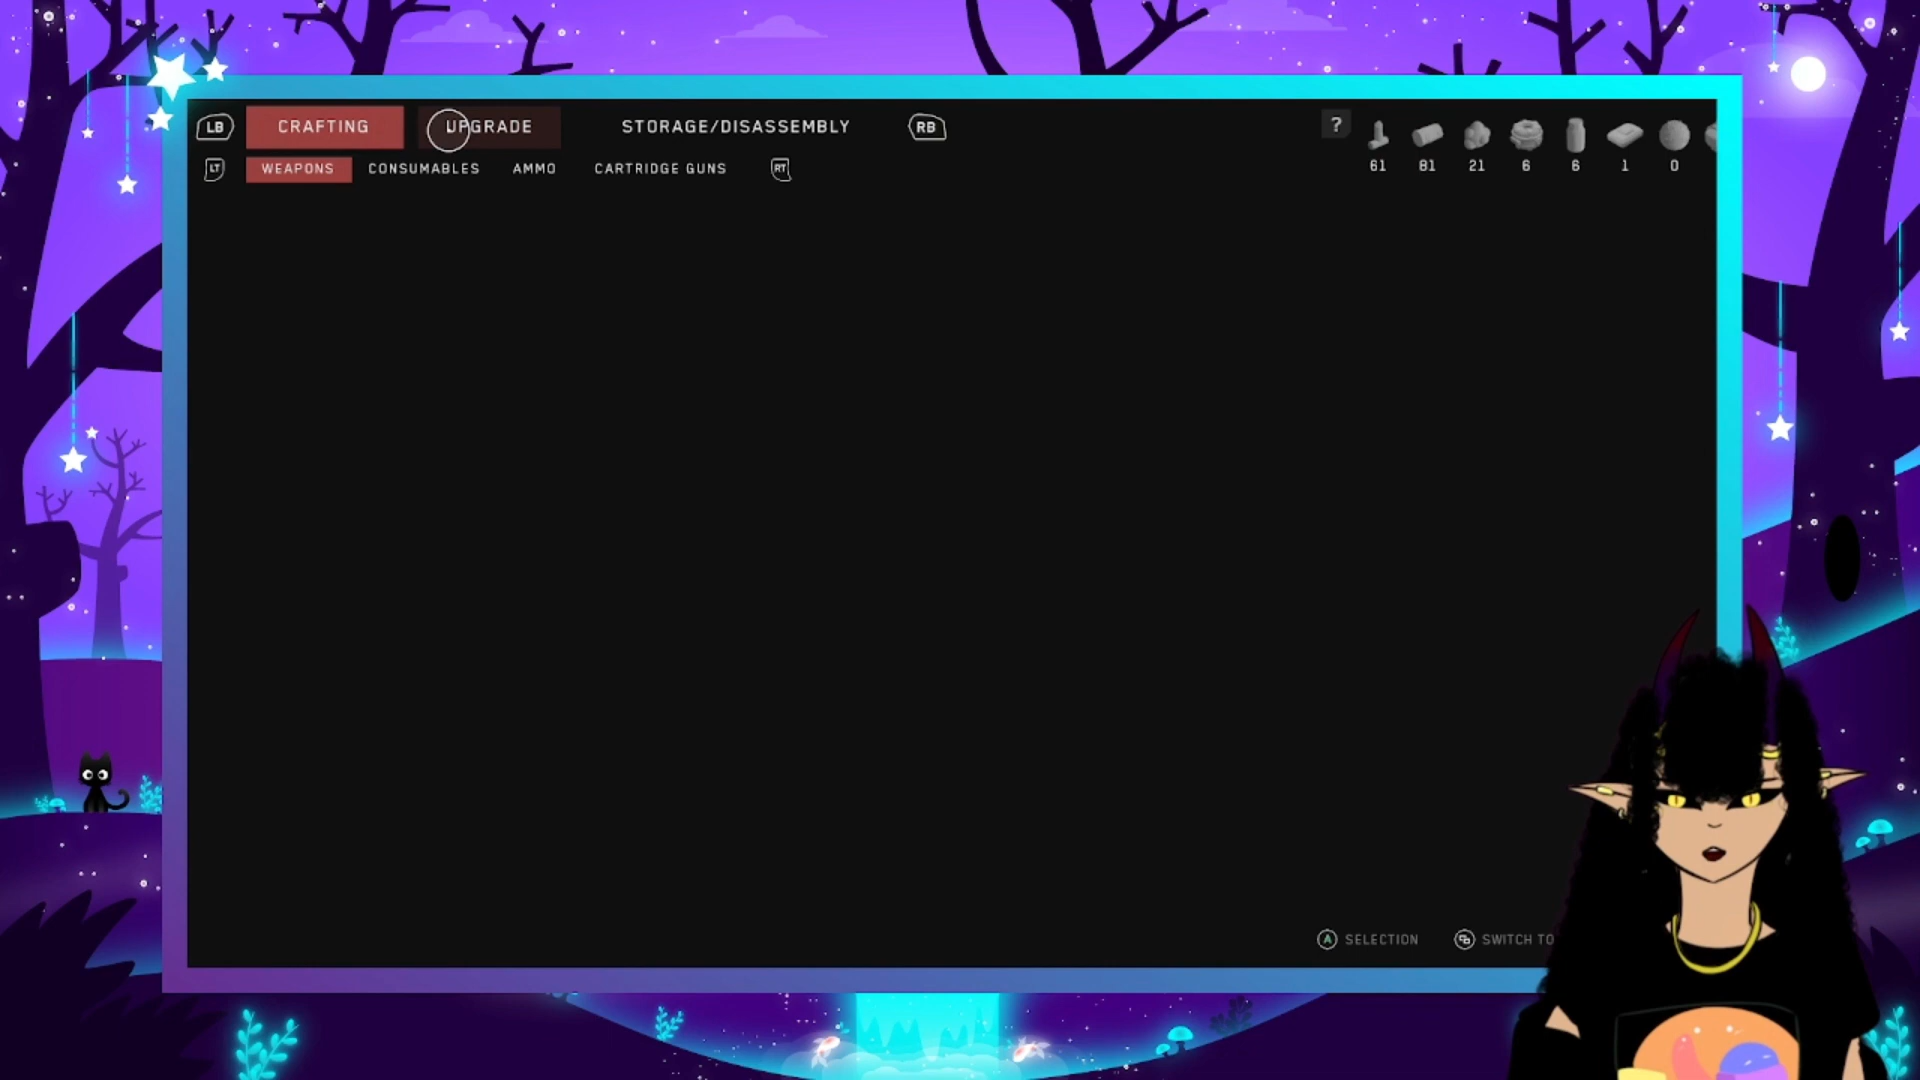 LB CRAFTING UPGRADE STORAGE/DISASSEMBLY RB ?
LT WEAPONS CONSUMABLES AMMO CARTRIDGE GUNS RT
61 81 21 6 6 1 0
A SELECTION SWITCH TO